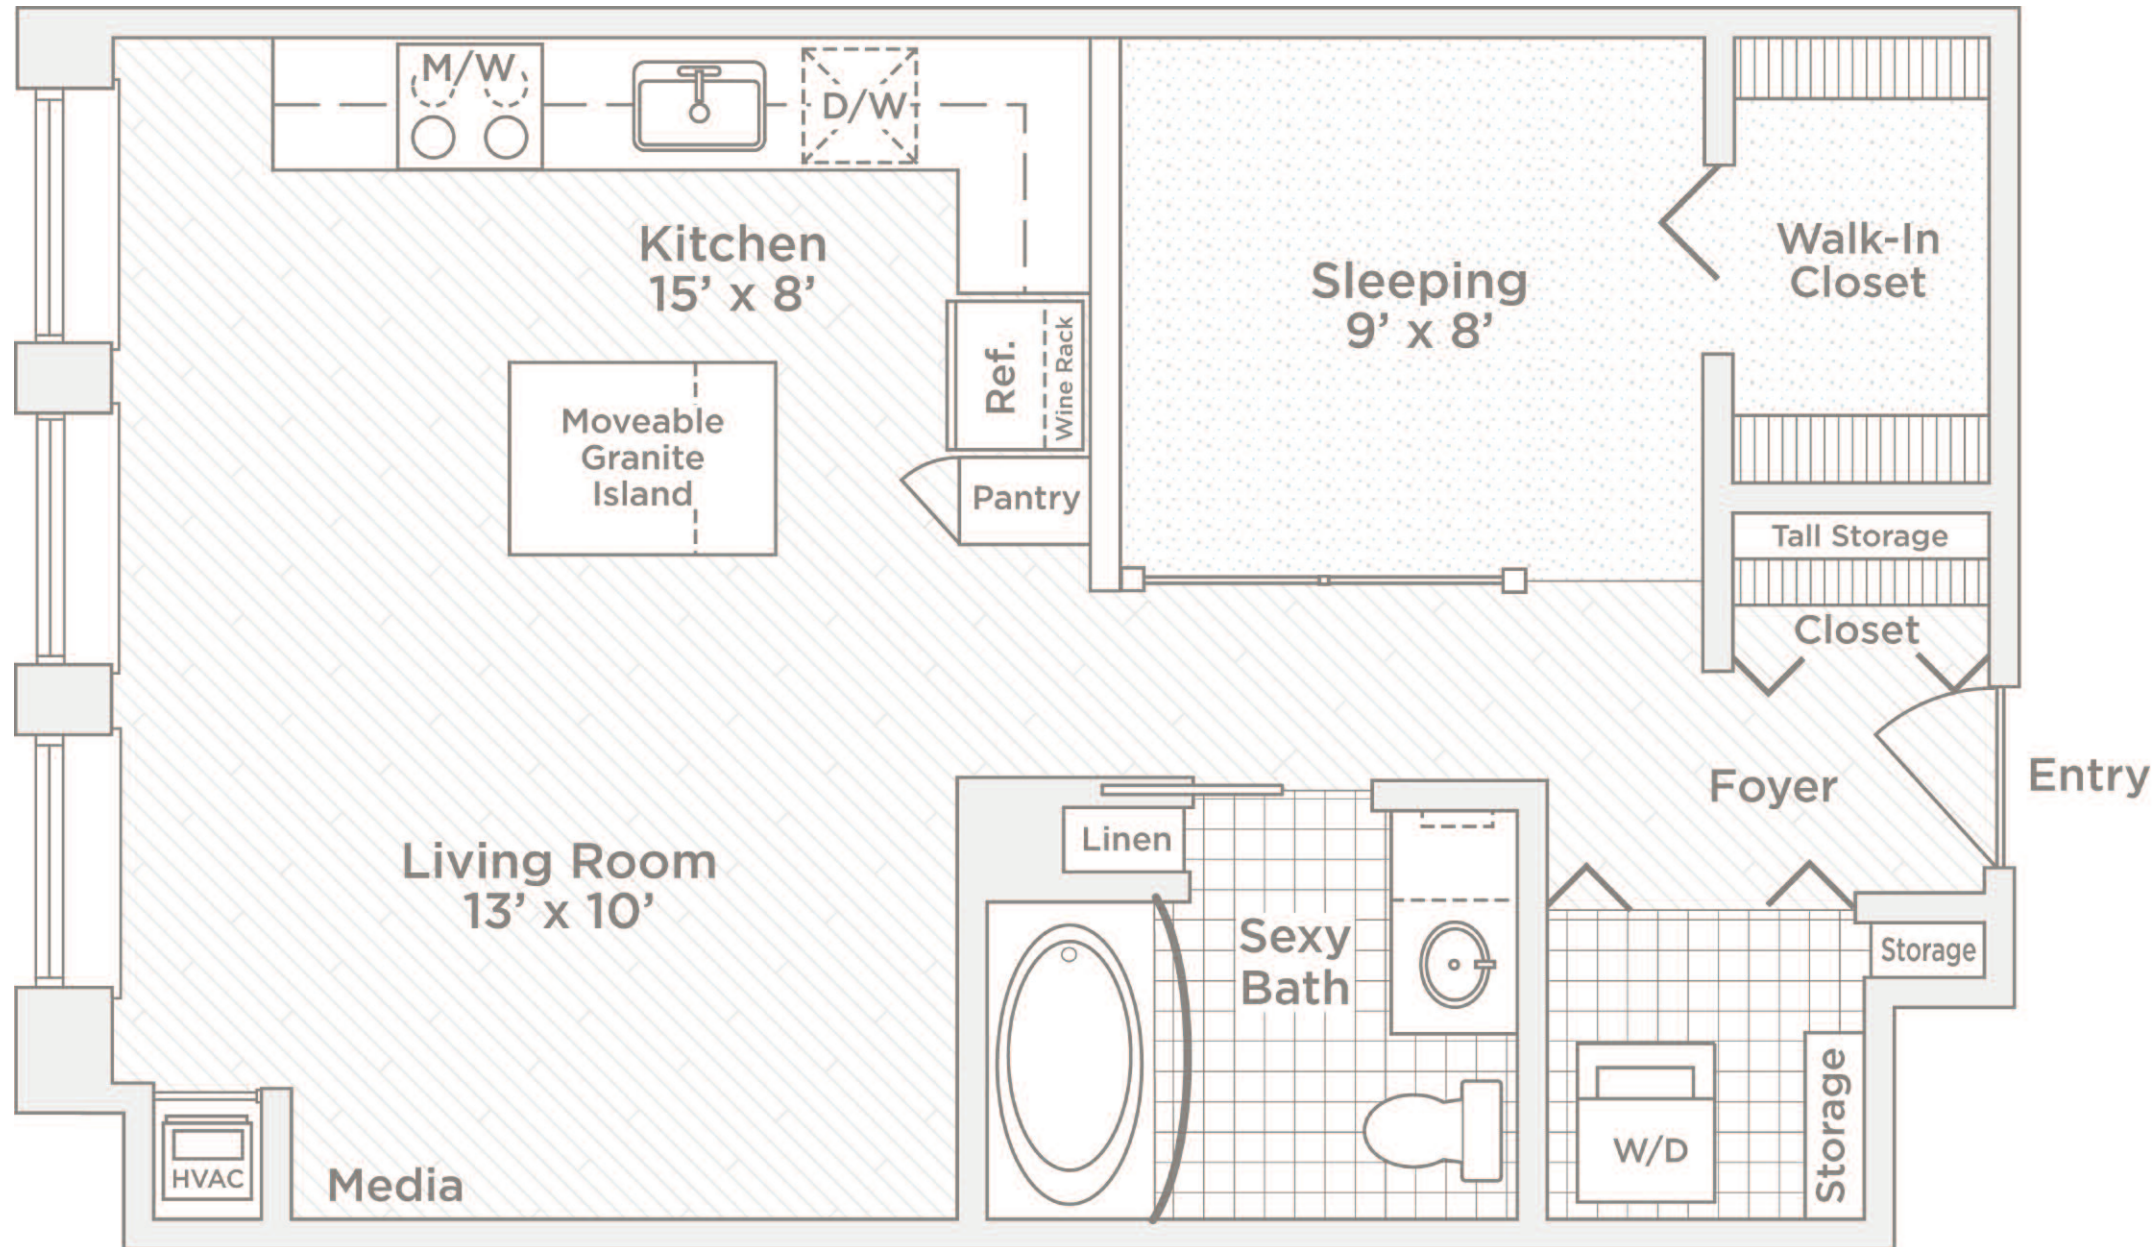 M/W
D/W
Kitchen
15’ x 8’
Sleeping
9’ x 8’
Walk-In
Closet
Ref.
Wine Rack
Moveable
Granite
Island
Pantry
Tall Storage
Closet
Foyer
Entry
Linen
Living Room
13’ x 10’
Sexy
Bath
Storage
Storage
W/D
HVAC
Media